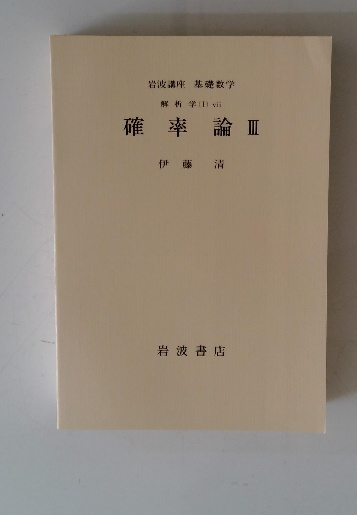 岩波講座 基礎数学
解析学(I) vii
確率論 III
伊藤 清
岩波書店